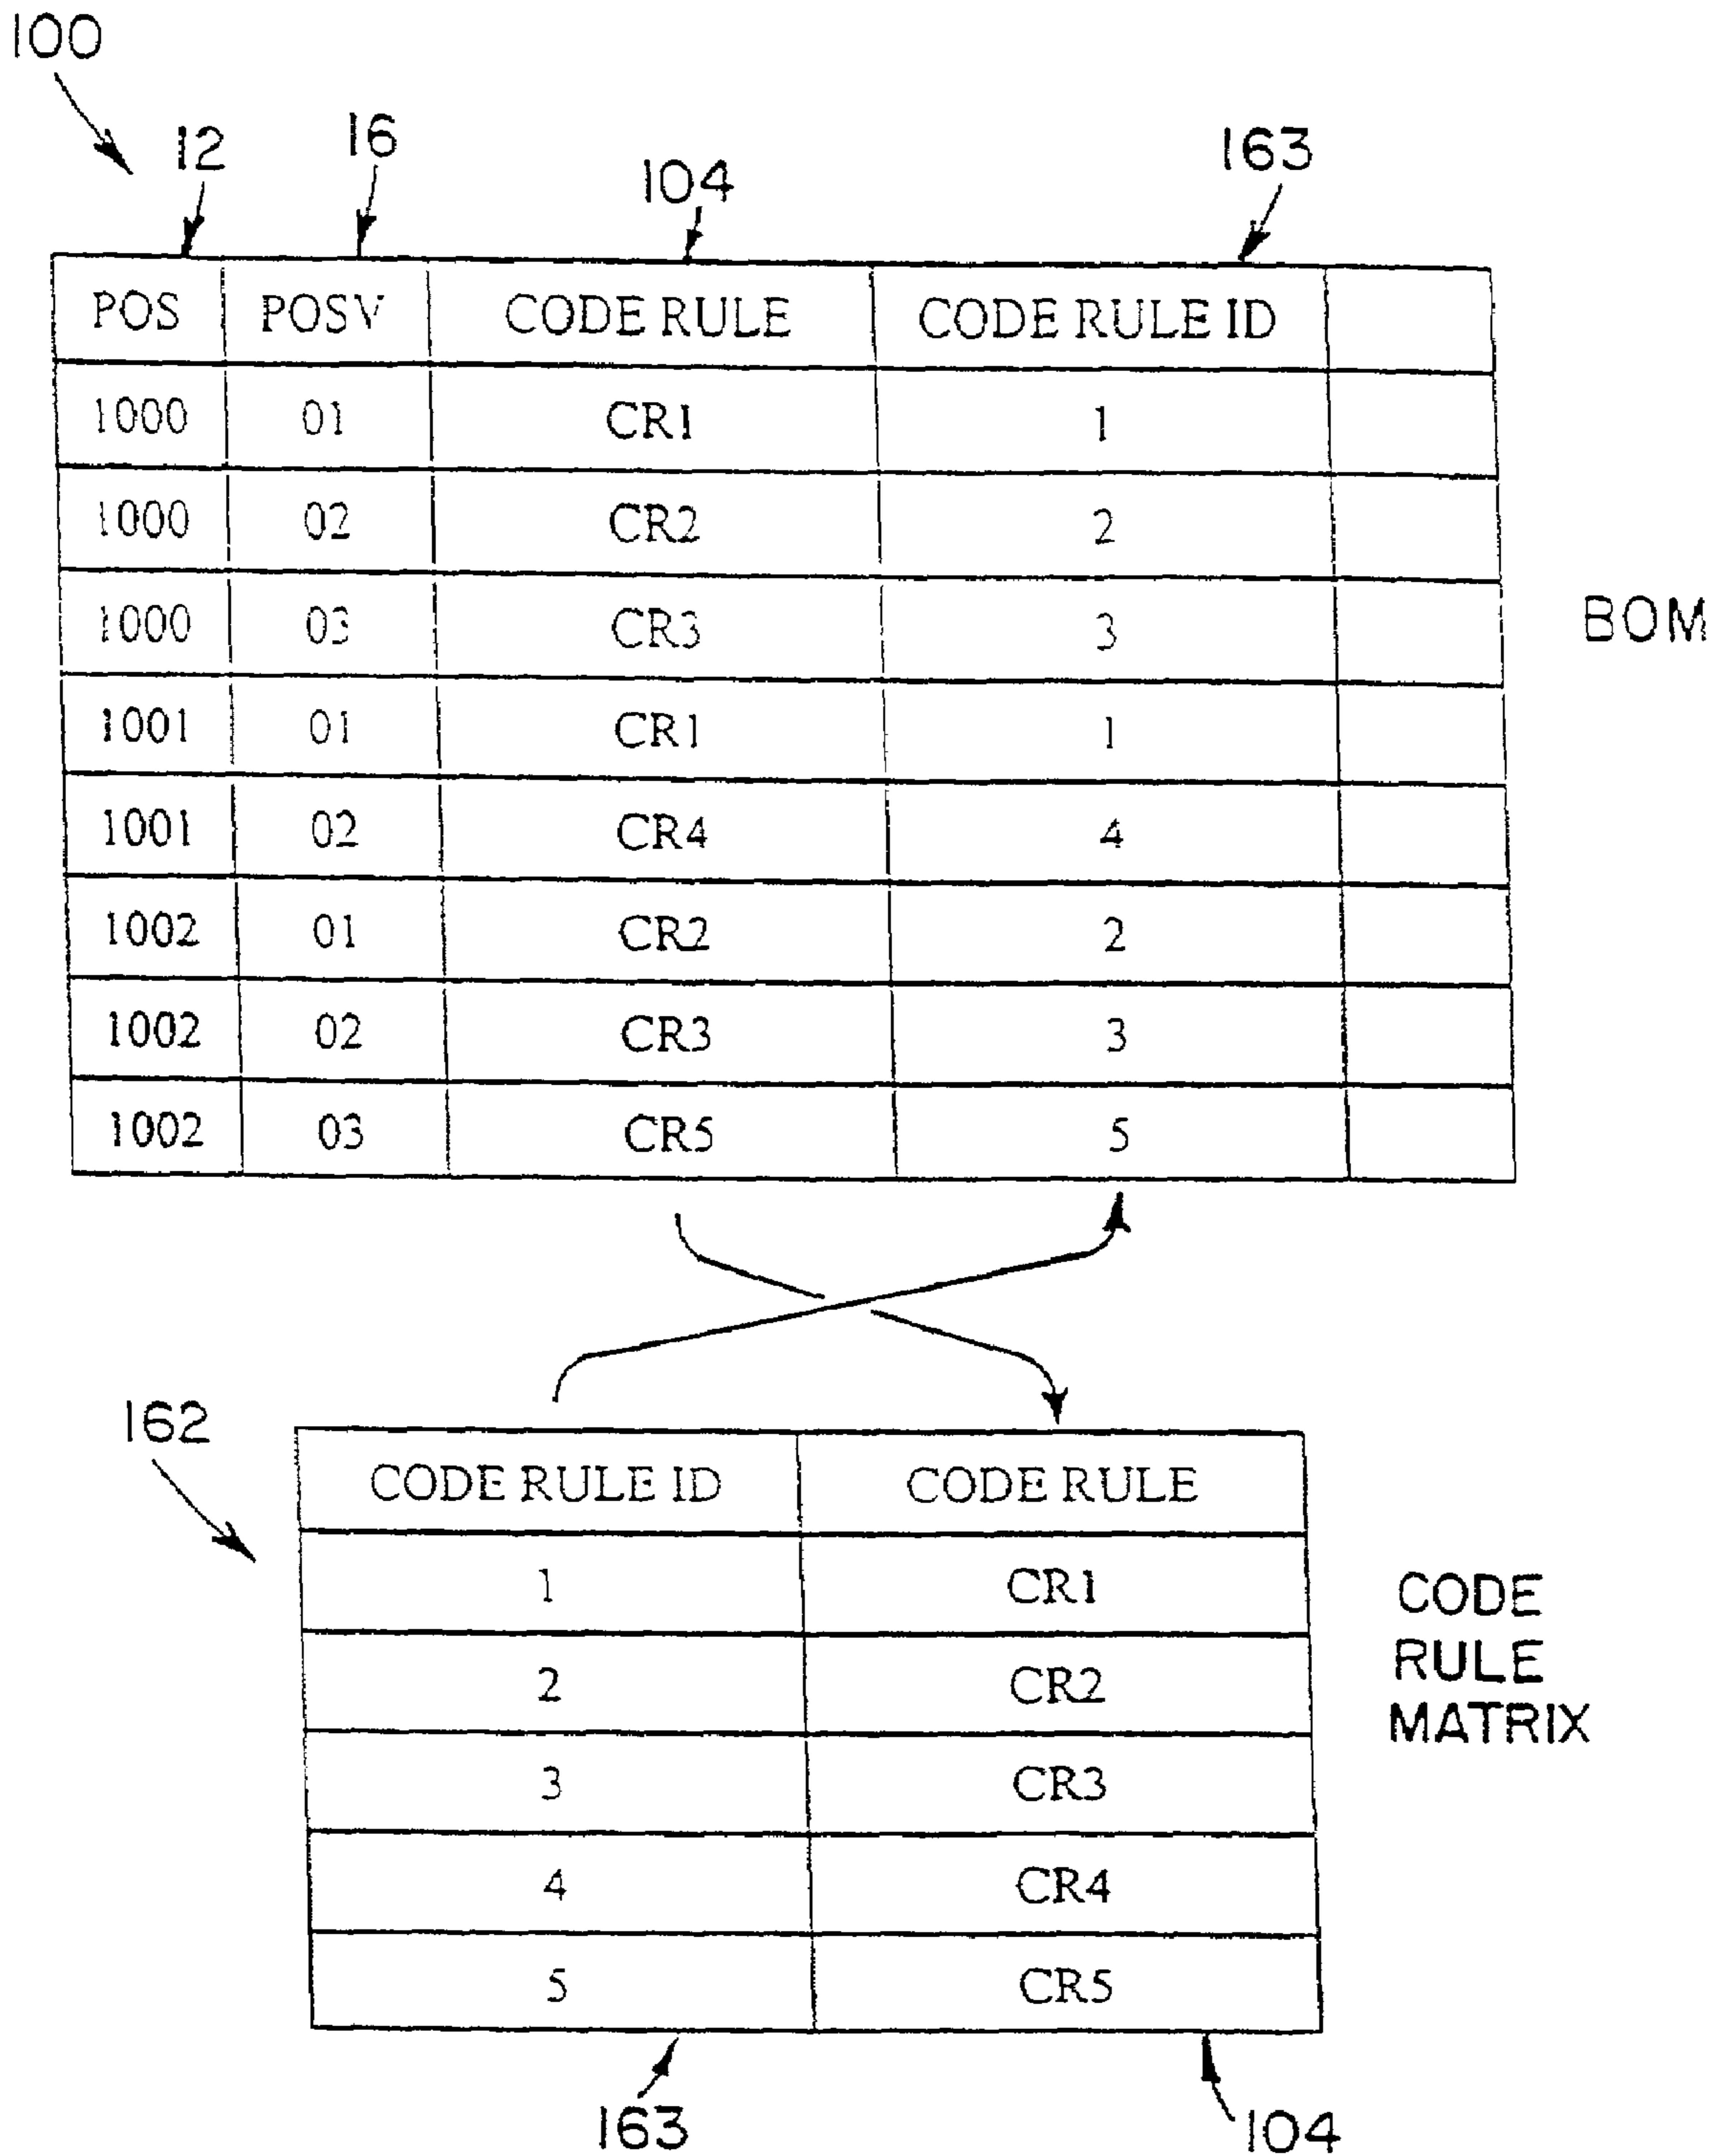 100
12 16 104 163
POS POSV CODE RULE CODE RULE ID
1000 01 CR1 1
1000 02 CR2 2
1000 03 CR3 3
1001 01 CR1 1
1001 02 CR4 4
1002 01 CR2 2
1002 02 CR3 3
1002 03 CR5 5
BOM
162
CODE RULE ID CODE RULE
1 CR1
2 CR2
3 CR3
4 CR4
5 CR5
CODE
RULE
MATRIX
163 104